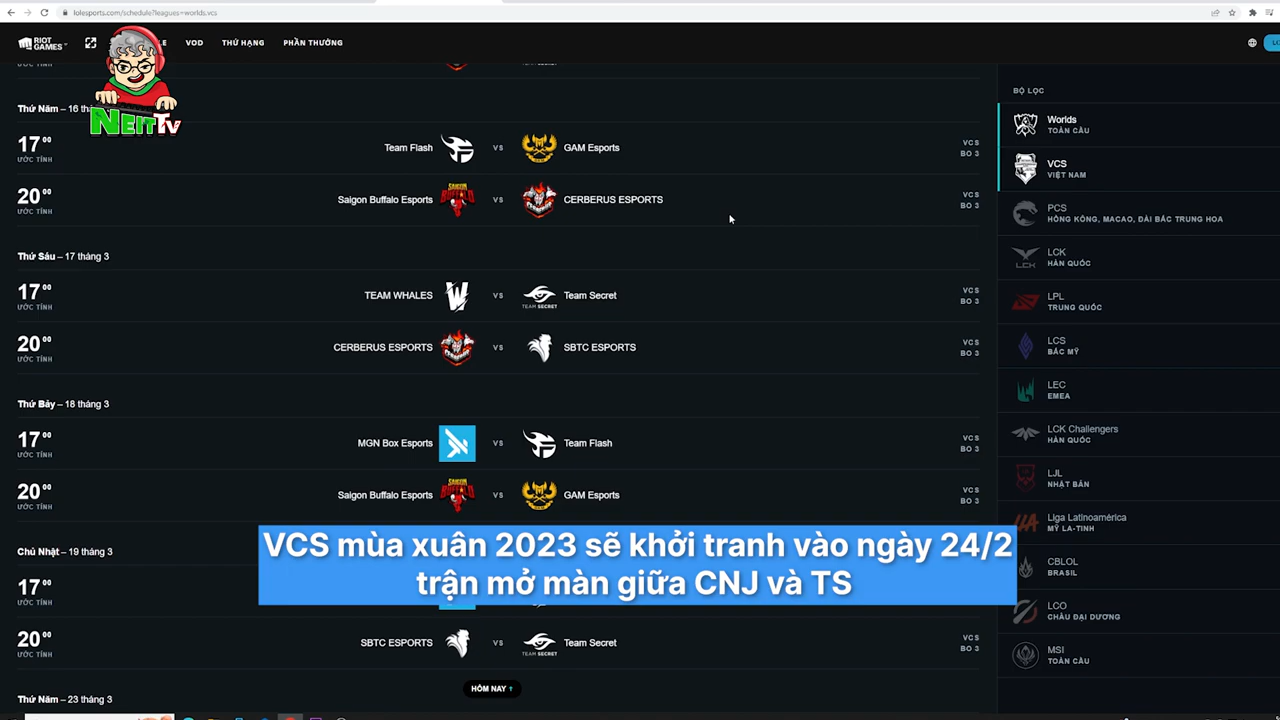 lolesports.com/schedule?leagues=worlds,vcs
RIOT GAMES
VOD
THỨ HẠNG
PHẦN THƯỞNG
NEITTV
Thứ Năm – 16
17 00
ƯỚC TÍNH
Team Flash
VS
GAM Esports
VCS
BO 3
20 00
ƯỚC TÍNH
Saigon Buffalo Esports
SAIGON BUFFALO
VS
CERBERUS ESPORTS
VCS
BO 3
Thứ Sáu – 17 tháng 3
17 00
ƯỚC TÍNH
TEAM WHALES
VS
TEAM SECRET
Team Secret
VCS
BO 3
20 00
ƯỚC TÍNH
CERBERUS ESPORTS
VS
SBTC ESPORTS
VCS
BO 3
Thứ Bảy – 18 tháng 3
17 00
ƯỚC TÍNH
MGN Box Esports
VS
Team Flash
VCS
BO 3
20 00
ƯỚC TÍNH
Saigon Buffalo Esports
SAIGON BUFFALO
VS
GAM Esports
VCS
BO 3
VCS mùa xuân 2023 sẽ khởi tranh vào ngày 24/2
trận mở màn giữa CNJ và TS
Chủ Nhật – 19 tháng 3
17 00
ƯỚC TÍNH
20 00
ƯỚC TÍNH
SBTC ESPORTS
VS
TEAM SECRET
Team Secret
VCS
BO 3
HÔM NAY ↑
Thứ Năm – 23 tháng 3
BỘ LỌC
Worlds
TOÀN CẦU
VCS
VIỆT NAM
PCS
HỒNG KÔNG, MACAO, ĐÀI BẮC TRUNG HOA
LCK
HÀN QUỐC
LPL
TRUNG QUỐC
LCS
BẮC MỸ
LEC
EMEA
LCK Challengers
HÀN QUỐC
LJL
NHẬT BẢN
Liga Latinoamérica
MỸ LA-TINH
CBLOL
BRASIL
LCO
CHÂU ĐẠI DƯƠNG
MSI
TOÀN CẦU